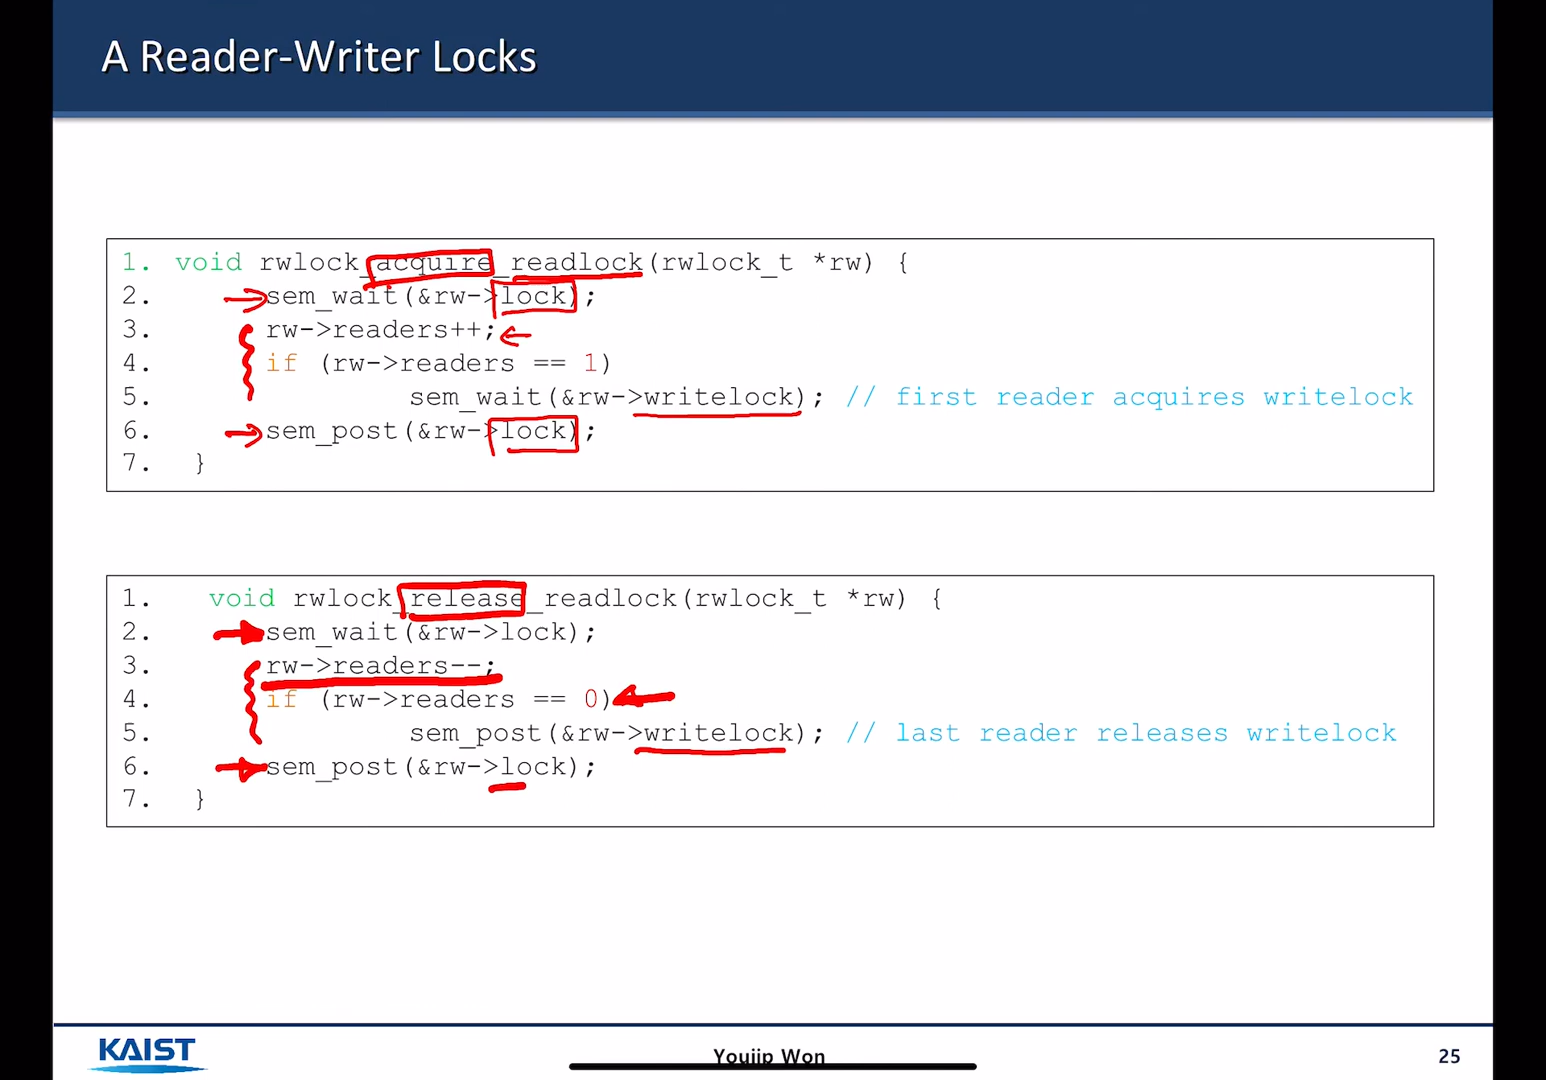 A Reader-Writer Locks
1. void rwlock_acquire_readlock(rwlock_t *rw) {
2. sem_wait(&rw->lock);
3. rw->readers++;
4. if (rw->readers == 1)
5. sem_wait(&rw->writelock); // first reader acquires writelock
6. sem_post(&rw->lock);
7. }
1. void rwlock_release_readlock(rwlock_t *rw) {
2. sem_wait(&rw->lock);
3. rw->readers--;
4. if (rw->readers == 0)
5. sem_post(&rw->writelock); // last reader releases writelock
6. sem_post(&rw->lock);
7. }
KAIST
Youjip Won
25